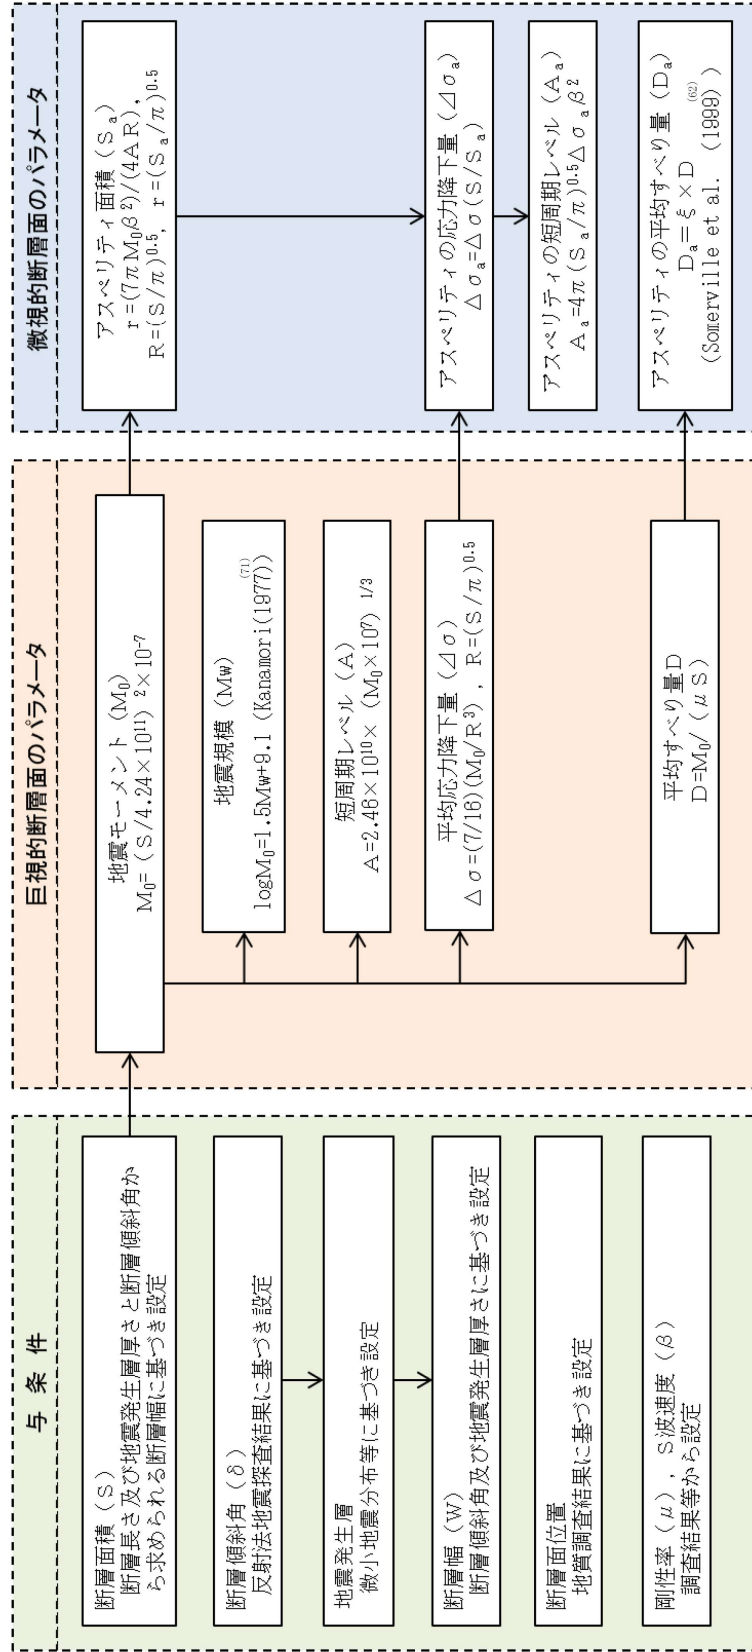 与 条 件
断層面積（S）
断層長さ及び地震発生層厚さと断層傾斜角か
ら求められる断層幅に基づき設定
断層傾斜角（δ）
反射法地震探査結果に基づき設定
地震発生層
微小地震分布等に基づき設定
断層幅（W）
断層傾斜角及び地震発生層厚さに基づき設定
断層面位置
地質調査結果に基づき設定
剛性率（μ），S波速度（β）
調査結果等から設定
巨視的断層面のパラメータ
地震モーメント（M₀）
M₀=（S/4.24×10¹¹）²×10⁻⁷
地震規模（Mw）
logM₀=1.5Mw+9.1（Kanamori(1977)⁽⁷¹⁾）
短周期レベル（A）
A=2.46×10¹⁰×（M₀×10⁷）^1/3
平均応力降下量（Δσ）
Δσ=(7/16)(M₀/R³)，R=(S/π)^0.5
平均すべり量D
D=M₀/（μS）
微視的断層面のパラメータ
アスペリティ面積（Sₐ）
r=(7πM₀β²)/(4AR)，
R=(S/π)^0.5，r=(Sₐ/π)^0.5
アスペリティの応力降下量（Δσₐ）
Δσₐ=Δσ(S/Sₐ)
アスペリティの短周期レベル（Aₐ）
Aₐ=4π(Sₐ/π)^0.5Δσₐβ²
アスペリティの平均すべり量（Dₐ）
Dₐ=ξ×D
(Somerville et al.（1999）⁽⁶²⁾)